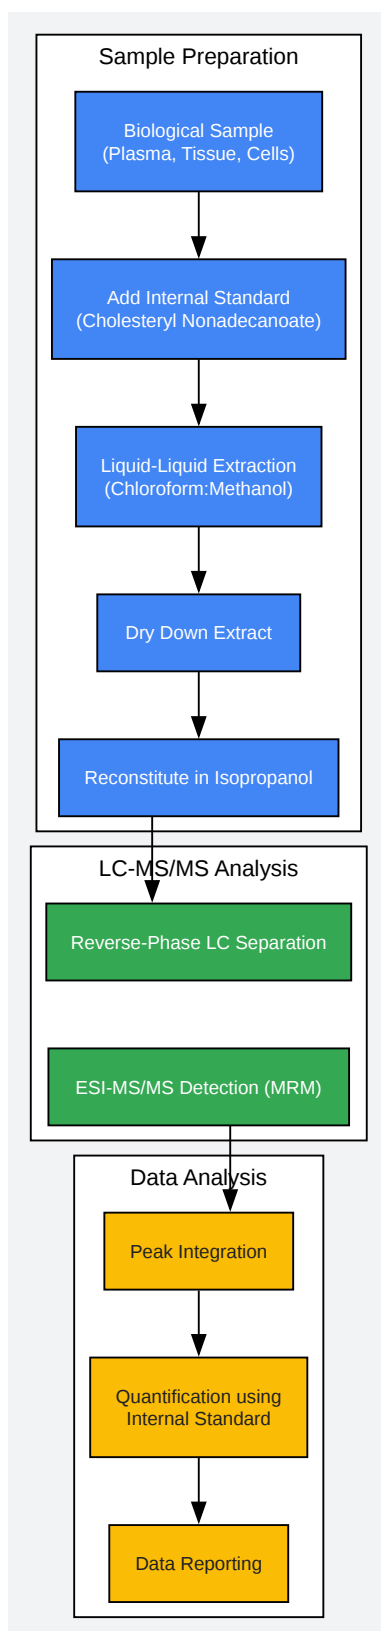 Sample Preparation
Biological Sample
(Plasma, Tissue, Cells)
Add Internal Standard
(Cholesteryl Nonadecanoate)
Liquid-Liquid Extraction
(Chloroform:Methanol)
Dry Down Extract
Reconstitute in Isopropanol
LC-MS/MS Analysis
Reverse-Phase LC Separation
ESI-MS/MS Detection (MRM)
Data Analysis
Peak Integration
Quantification using
Internal Standard
Data Reporting